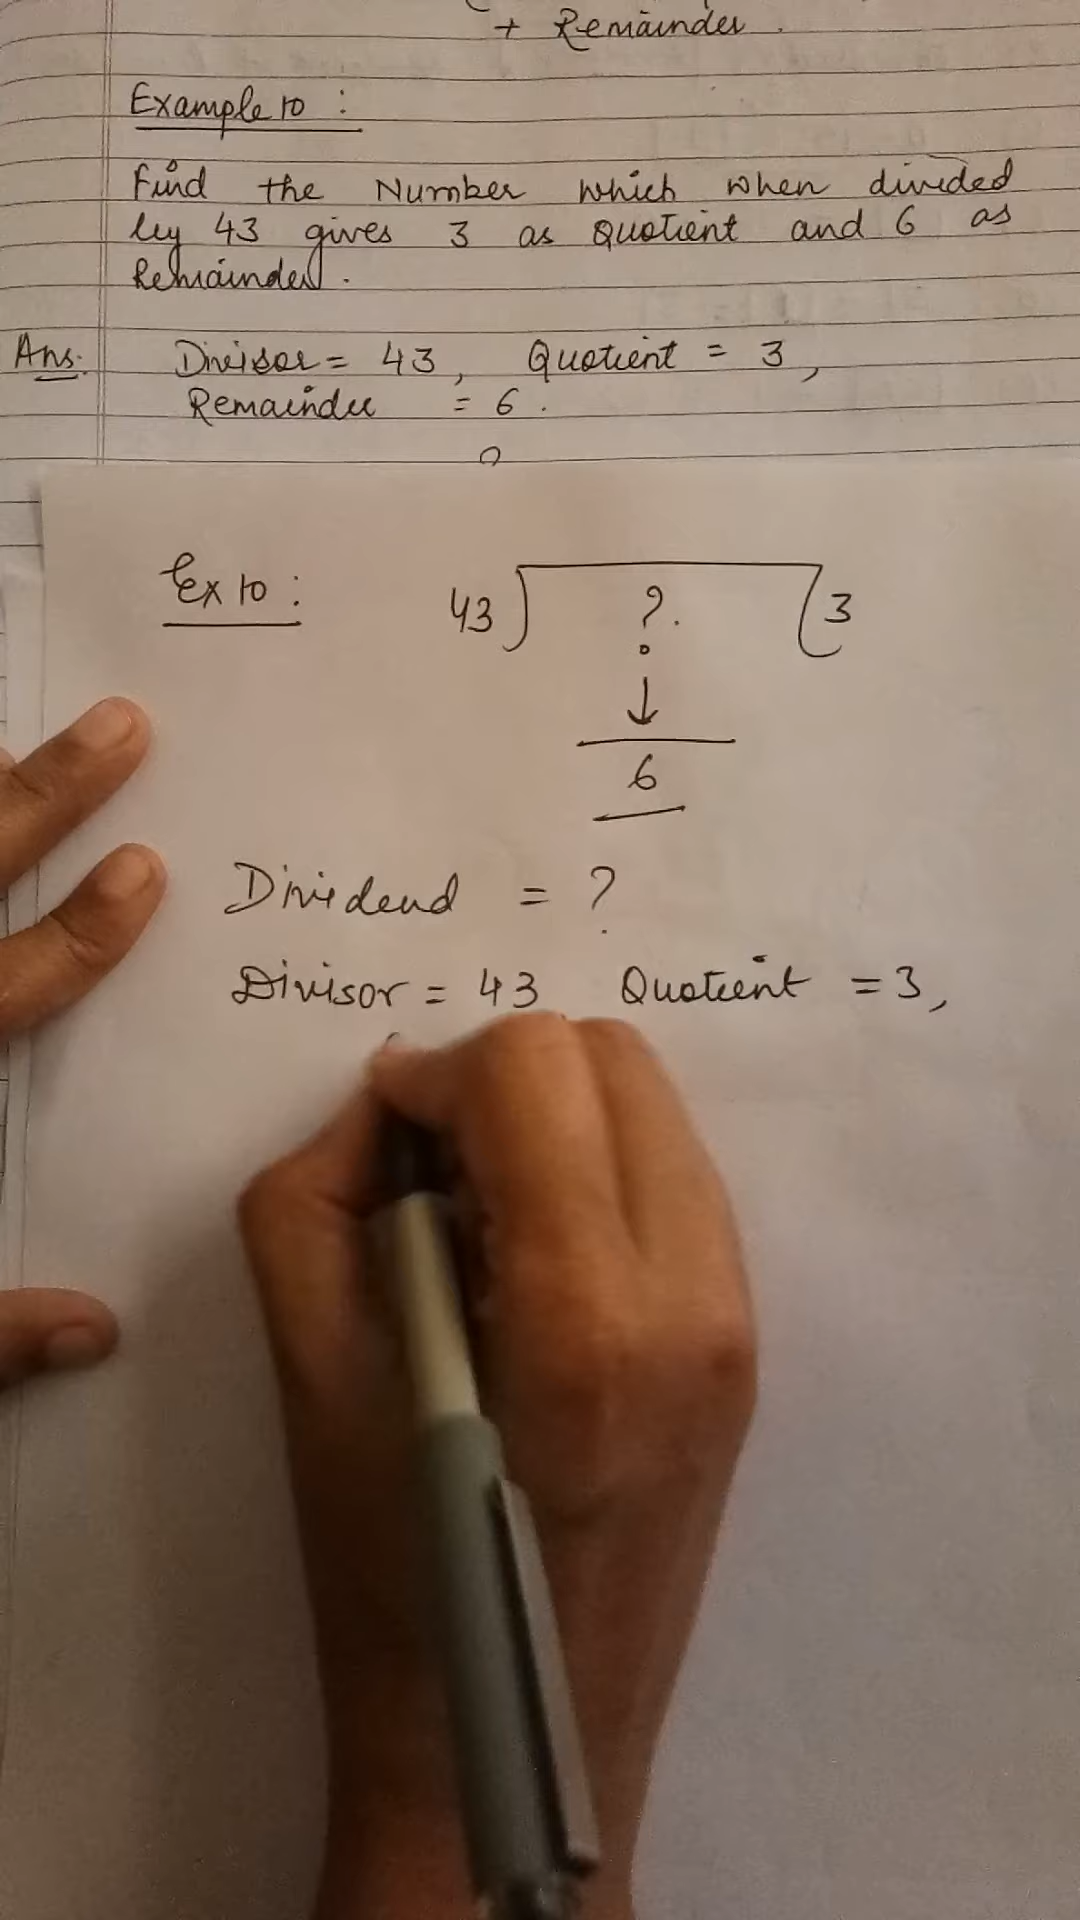 + Remainder.
Example 10 :
Find the Number which when divided
by 43 gives 3 as Quotient and 6 as
Remainder.
Ans. Divisor = 43, Quotient = 3,
Remainder = 6.
Ex 10 : 43 ? 3
6
Dividend = ?
Divisor = 43 Quotient = 3,